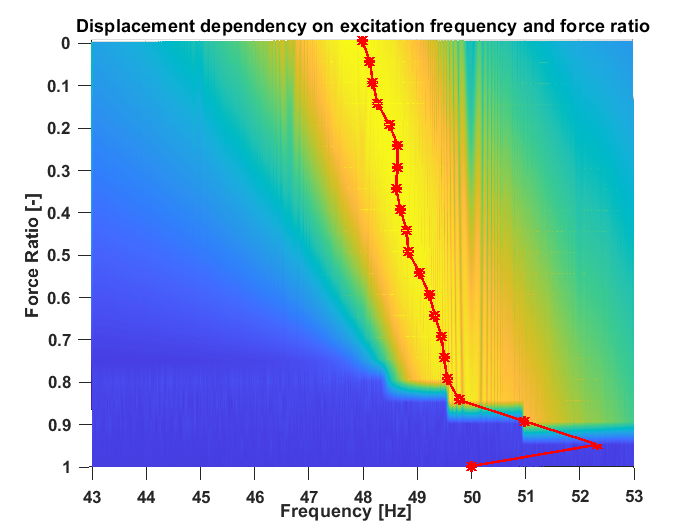 Displacement dependency on excitation frequency and force ratio
0
0.1
0.2
0.3
0.4
0.5
0.6
0.7
0.8
0.9
1
Force Ratio [-]
43 44 45 46 47 48 49 50 51 52 53
Frequency [Hz]